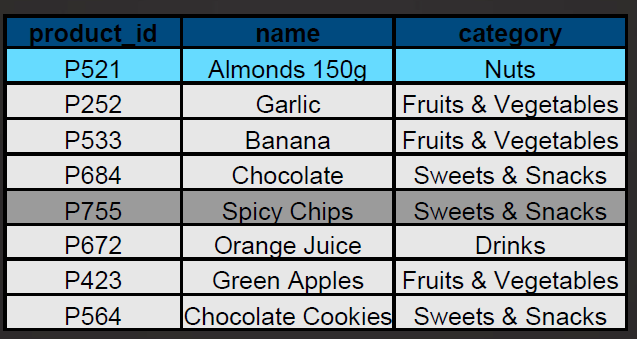 product_id name category
P521 Almonds 150g Nuts
P252 Garlic Fruits & Vegetables
P533 Banana Fruits & Vegetables
P684 Chocolate Sweets & Snacks
P755 Spicy Chips Sweets & Snacks
P672 Orange Juice Drinks
P423 Green Apples Fruits & Vegetables
P564 Chocolate Cookies Sweets & Snacks